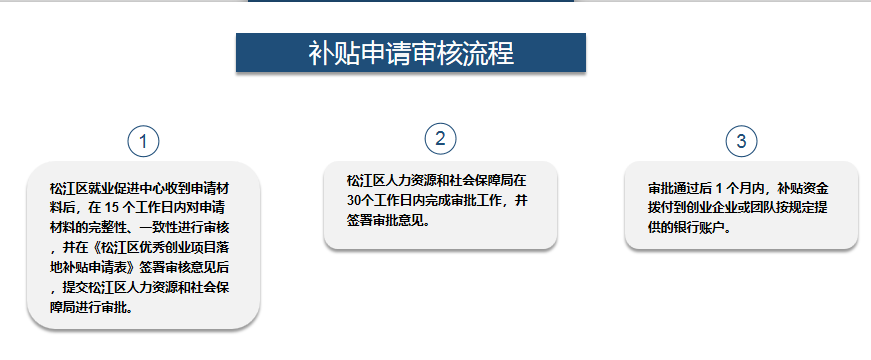 补贴申请审核流程
1
松江区就业促进中心收到申请材
料后，在 15 个工作日内对申请
材料的完整性、一致性进行审核
，并在《松江区优秀创业项目落
地补贴申请表》签署审核意见后
，提交松江区人力资源和社会保
障局进行审批。
2
松江区人力资源和社会保障局在
30个工作日内完成审批工作，并
签署审批意见。
3
审批通过后 1 个月内，补贴资金
拨付到创业企业或团队按规定提
供的银行账户。